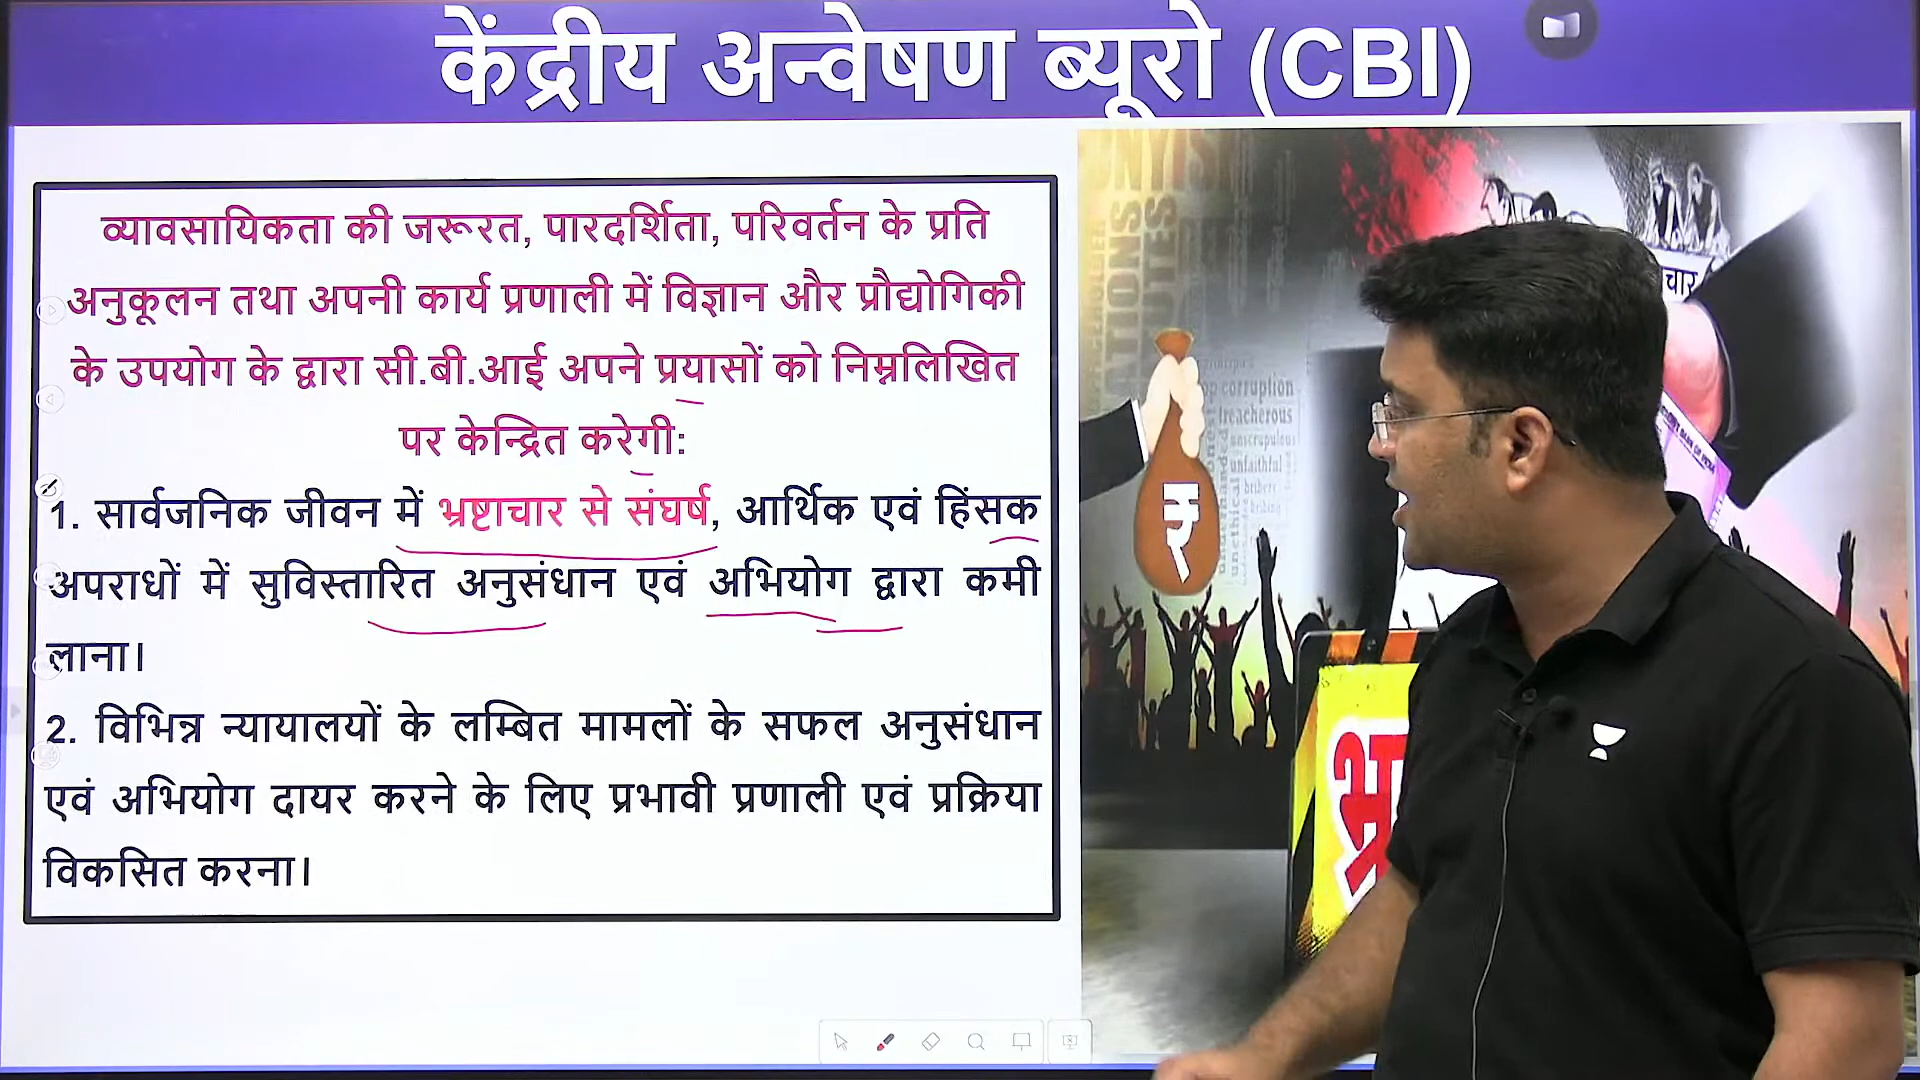 केंद्रीय अन्वेषण ब्यूरो (CBI)
व्यावसायिकता की जरूरत, पारदर्शिता, परिवर्तन के प्रति
अनुकूलन तथा अपनी कार्य प्रणाली में विज्ञान और प्रौद्योगिकी
के उपयोग के द्वारा सी.बी.आई अपने प्रयासों को निम्नलिखित
पर केन्द्रित करेगी:
1. सार्वजनिक जीवन में भ्रष्टाचार से संघर्ष, आर्थिक एवं हिंसक
अपराधों में सुविस्तारित अनुसंधान एवं अभियोग द्वारा कमी
लाना।
2. विभिन्न न्यायालयों के लम्बित मामलों के सफल अनुसंधान
एवं अभियोग दायर करने के लिए प्रभावी प्रणाली एवं प्रक्रिया
विकसित करना।
चार
corruption
treacherous
unscrupulous
unfaithful
bribery
unethical
₹
भ्र